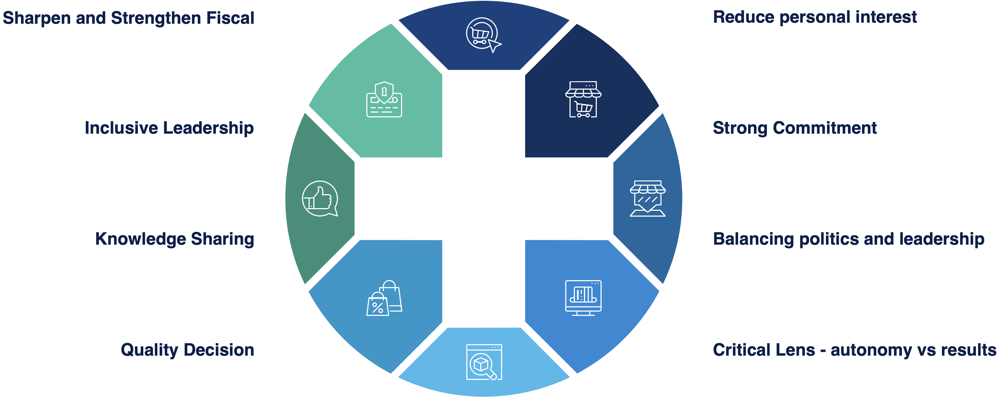 Sharpen and Strengthen Fiscal
Reduce personal interest
Inclusive Leadership
Strong Commitment
Knowledge Sharing
Balancing politics and leadership
Quality Decision
Critical Lens - autonomy vs results